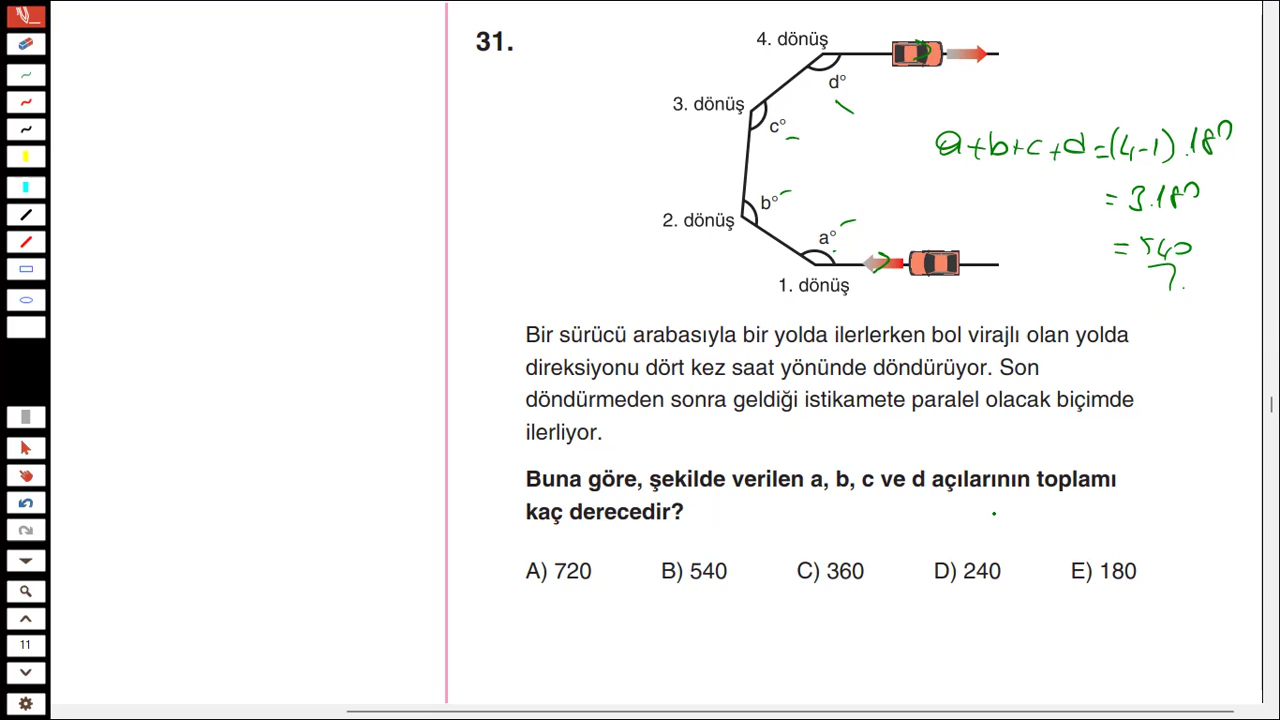 31.
4. dönüş
d°
3. dönüş
c°
a+b+c+d=(4-1).180
= 3.180
= 540
b°
2. dönüş
a°
1. dönüş
Bir sürücü arabasıyla bir yolda ilerlerken bol virajlı olan yolda
direksiyonu dört kez saat yönünde döndürüyor. Son
döndürmeden sonra geldiği istikamete paralel olacak biçimde
ilerliyor.
Buna göre, şekilde verilen a, b, c ve d açılarının toplamı
kaç derecedir?
A) 720 B) 540 C) 360 D) 240 E) 180
11